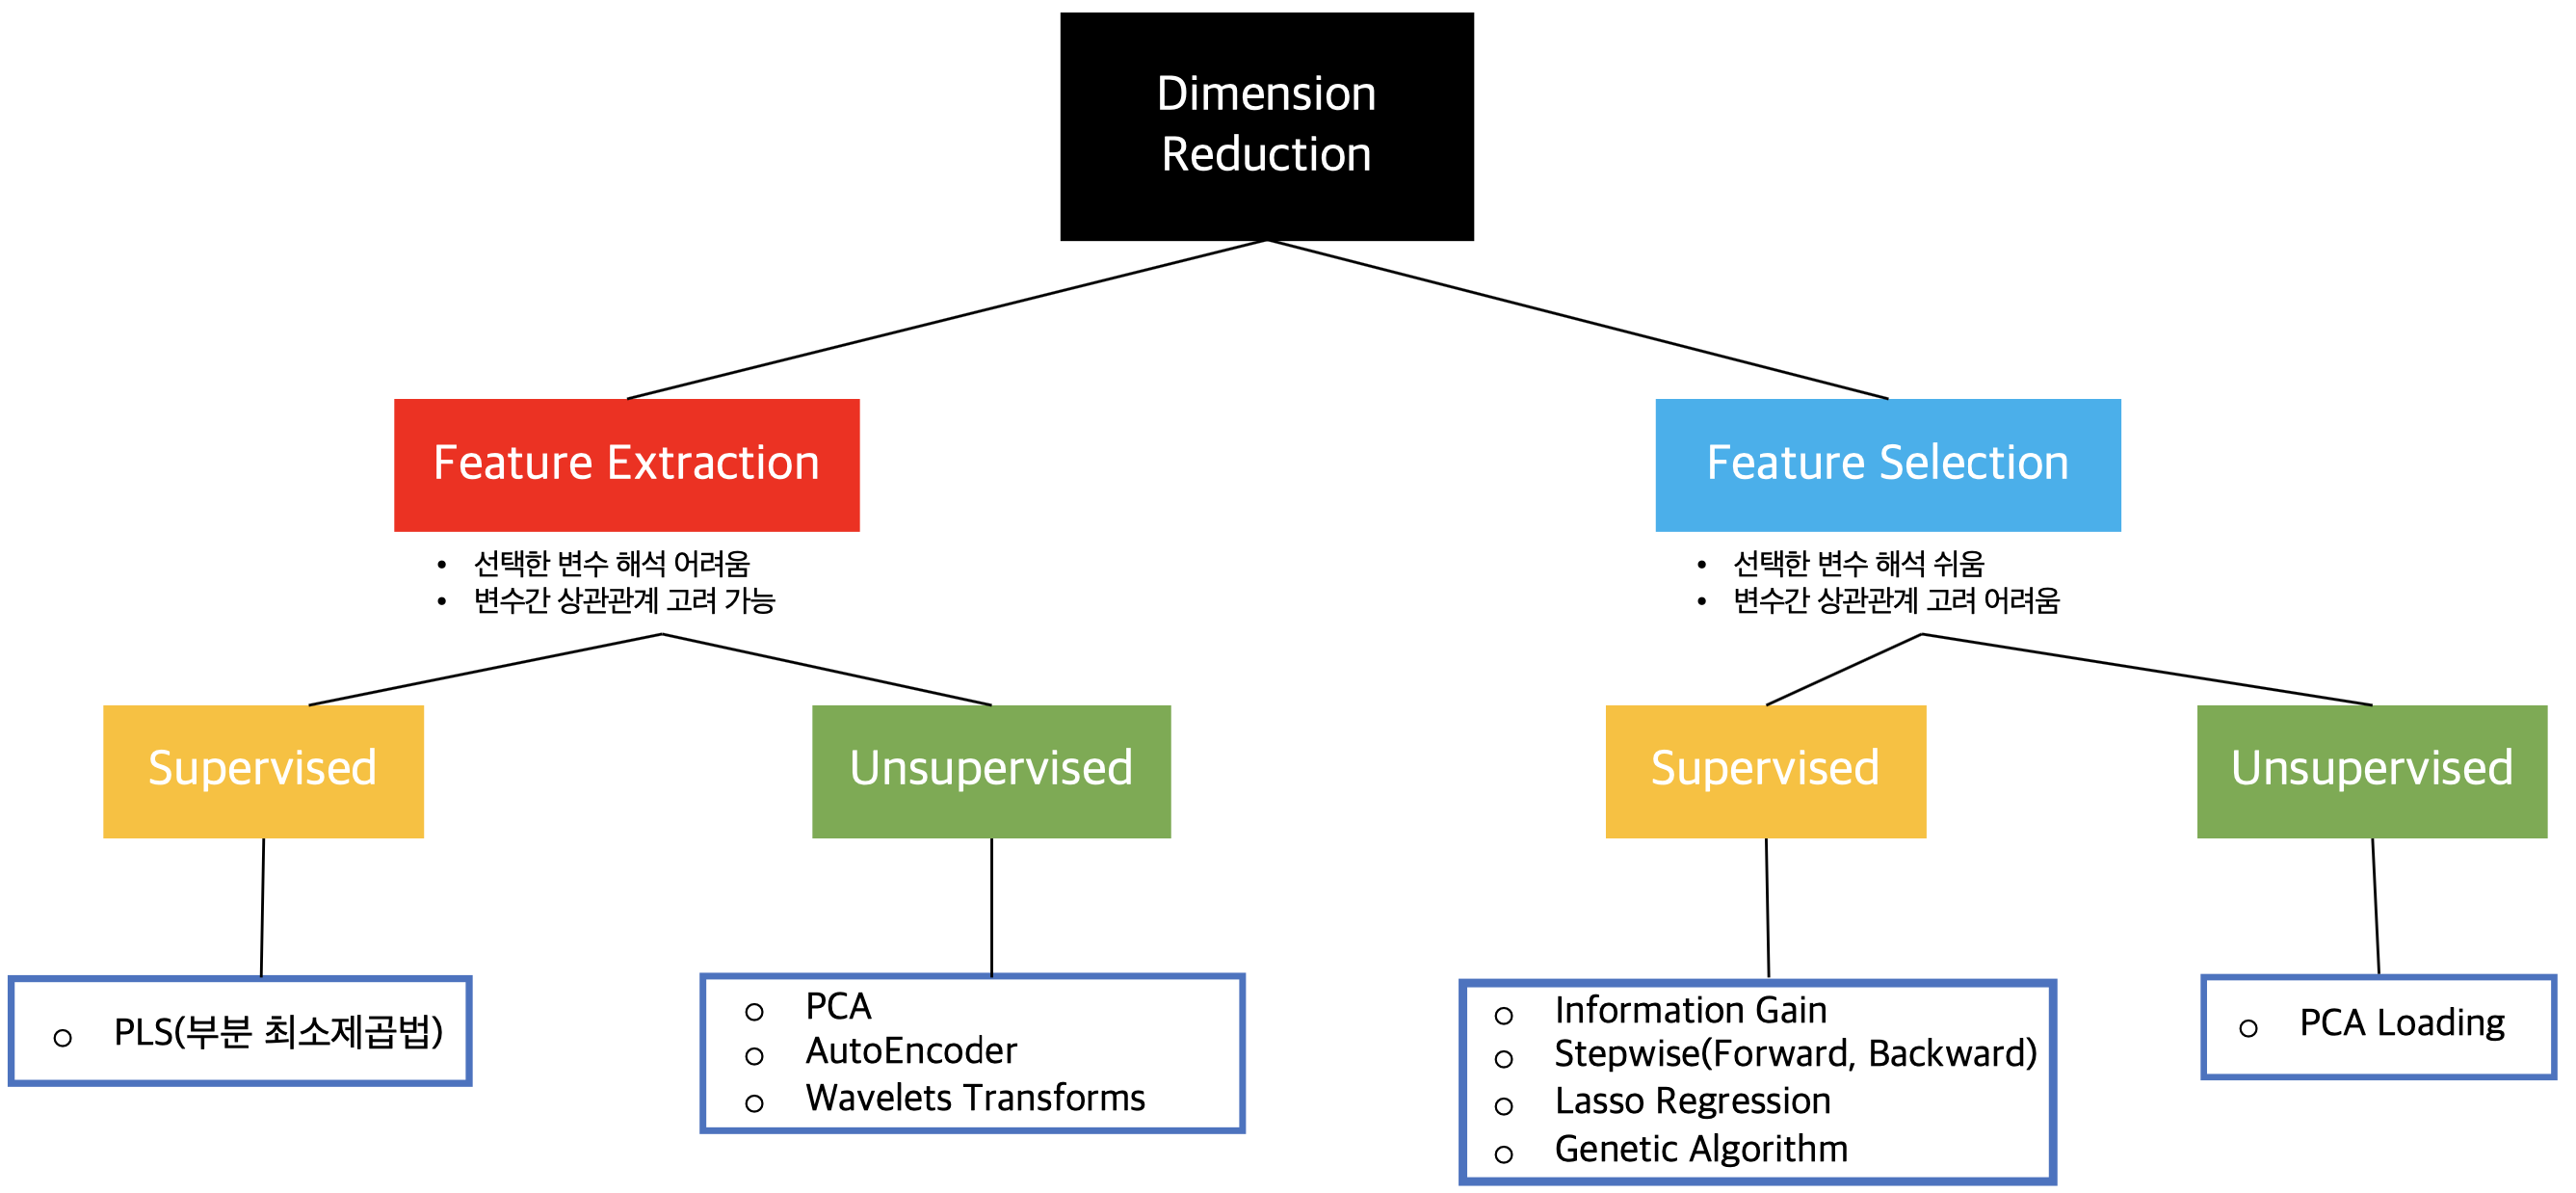 Dimension
Reduction
Feature Extraction
Feature Selection
• 선택한 변수 해석 어려움
• 변수간 상관관계 고려 가능
• 선택한 변수 해석 쉬움
• 변수간 상관관계 고려 어려움
Supervised
Unsupervised
Supervised
Unsupervised
○ PLS(부분 최소제곱법)
○ PCA
○ AutoEncoder
○ Wavelets Transforms
○ Information Gain
○ Stepwise(Forward, Backward)
○ Lasso Regression
○ Genetic Algorithm
○ PCA Loading